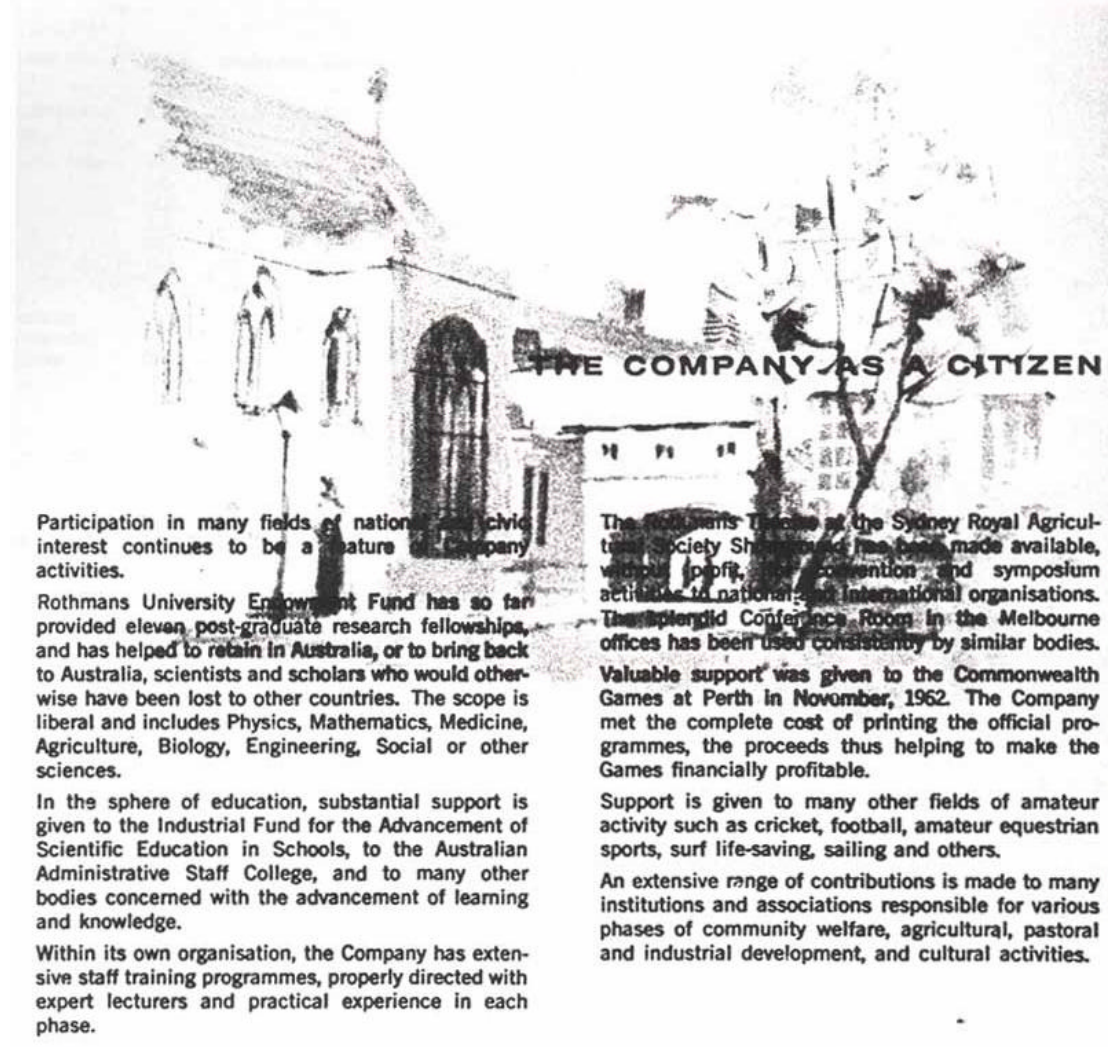 THE COMPANY AS A CITIZEN
Participation in many fields of national and civic
interest continues to be a feature of Company
activities.
Rothmans University Endowment Fund has so far
provided eleven post-graduate research fellowships,
and has helped to retain in Australia, or to bring back
to Australia, scientists and scholars who would other-
wise have been lost to other countries. The scope is
liberal and includes Physics, Mathematics, Medicine,
Agriculture, Biology, Engineering, Social or other
sciences.
In the sphere of education, substantial support is
given to the Industrial Fund for the Advancement of
Scientific Education in Schools, to the Australian
Administrative Staff College, and to many other
bodies concerned with the advancement of learning
and knowledge.
Within its own organisation, the Company has exten-
sive staff training programmes, properly directed with
expert lecturers and practical experience in each
phase.
The Rothmans Theatre at the Sydney Royal Agricul-
tural Society Showground has been made available,
without profit, for convention and symposium
activities to national and international organisations.
The splendid Conference Room in the Melbourne
offices has been used consistently by similar bodies.
Valuable support was given to the Commonwealth
Games at Perth in November, 1962. The Company
met the complete cost of printing the official pro-
grammes, the proceeds thus helping to make the
Games financially profitable.
Support is given to many other fields of amateur
activity such as cricket, football, amateur equestrian
sports, surf life-saving, sailing and others.
An extensive range of contributions is made to many
institutions and associations responsible for various
phases of community welfare, agricultural, pastoral
and industrial development, and cultural activities.